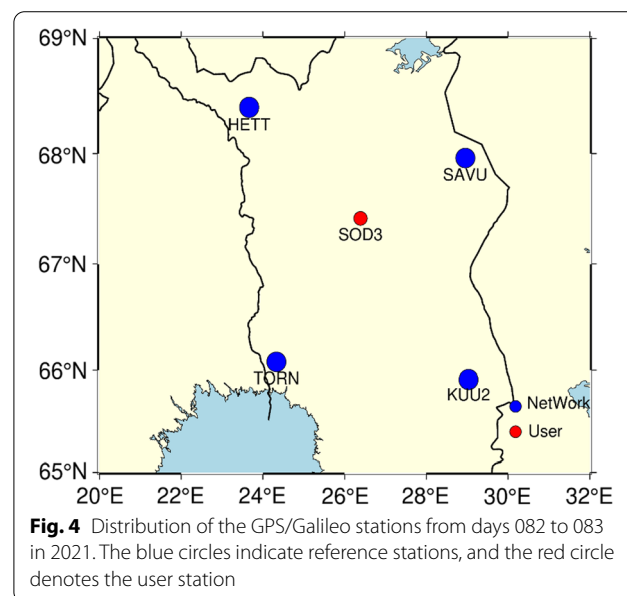 69°N
HETT
68°N
SAVU
SOD3
67°N
66°N
TORN
KUU2
NetWork
User
65°N
20°E 22°E 24°E 26°E 28°E 30°E 32°E
Fig. 4 Distribution of the GPS/Galileo stations from days 082 to 083
in 2021. The blue circles indicate reference stations, and the red circle
denotes the user station